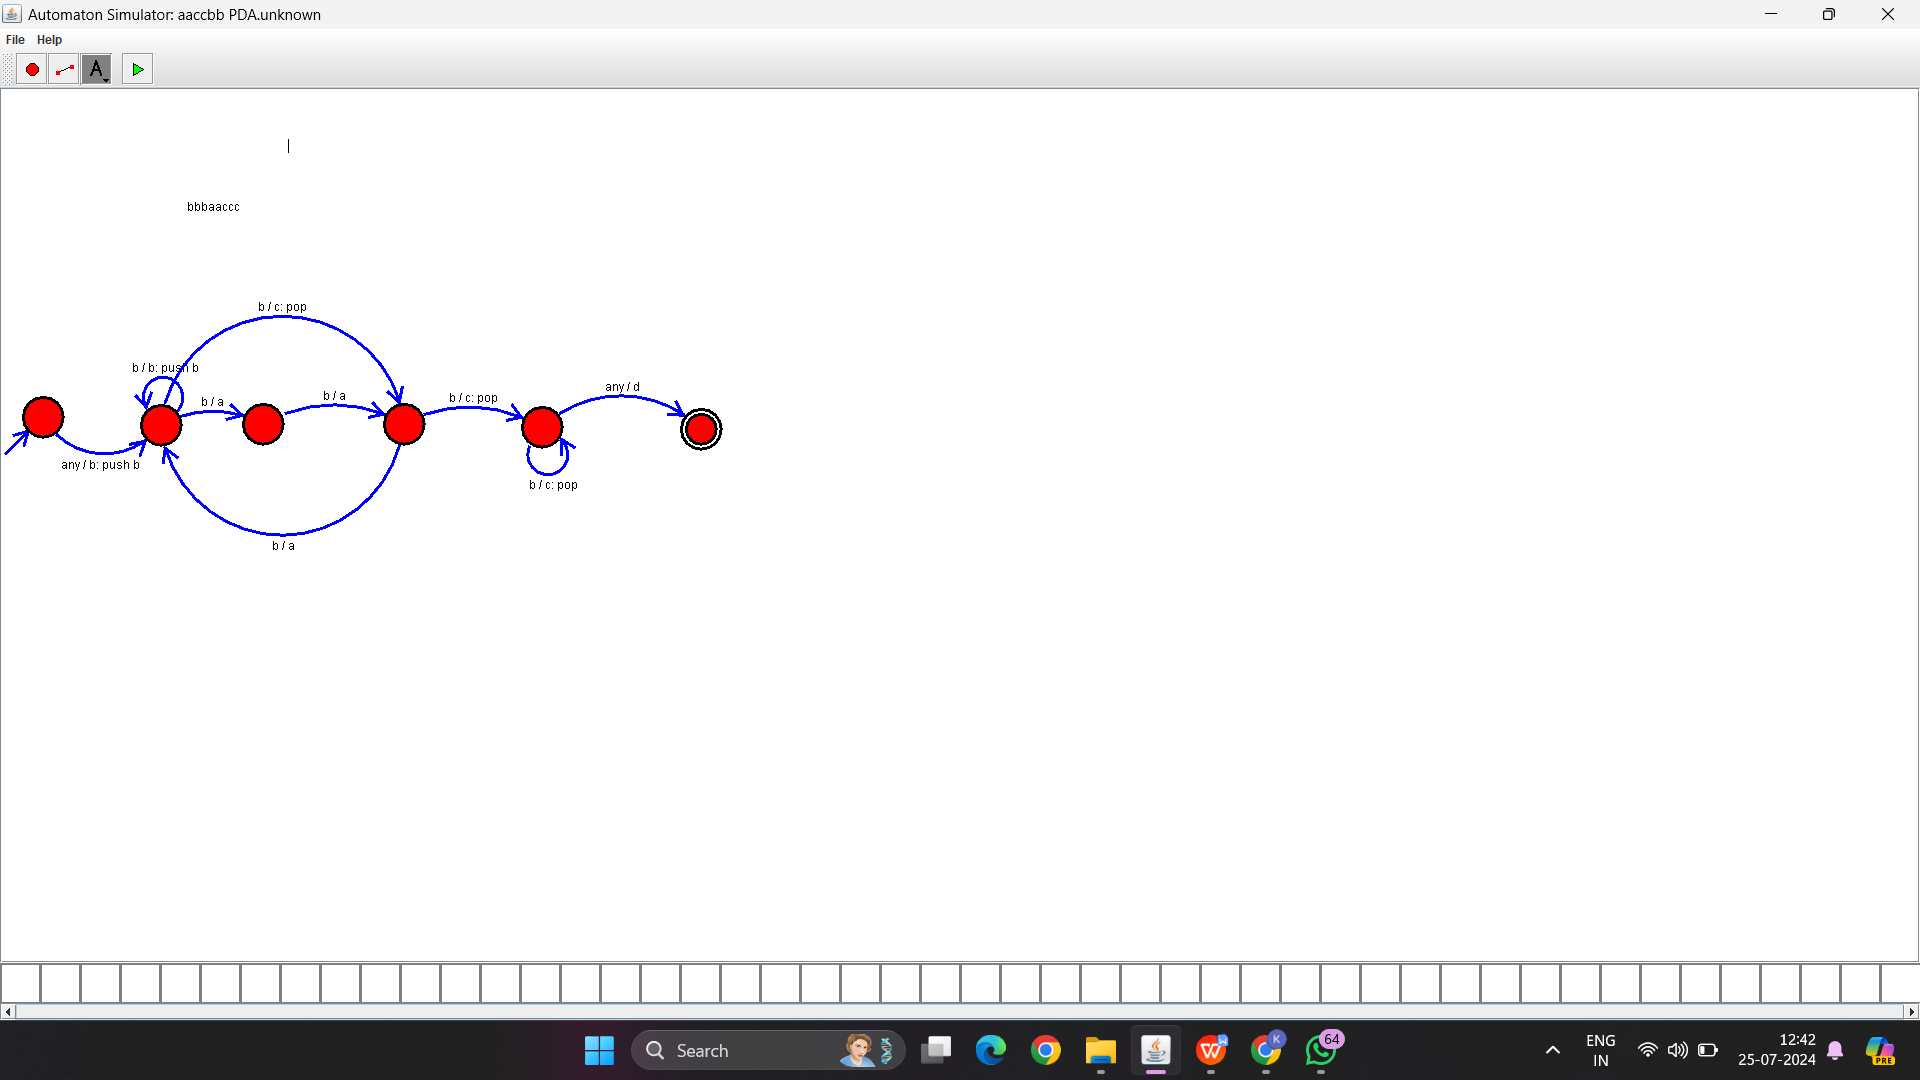 Automaton Simulator: aaccbb PDA.unknown
File Help
A
bbbaaccc
b / c: pop
b / b: push b
b / a
b / a
b / c: pop
any / d
any / b: push b
b / c: pop
b / a
Search
64
K
W
PRE
ENG
IN
12:42
25-07-2024